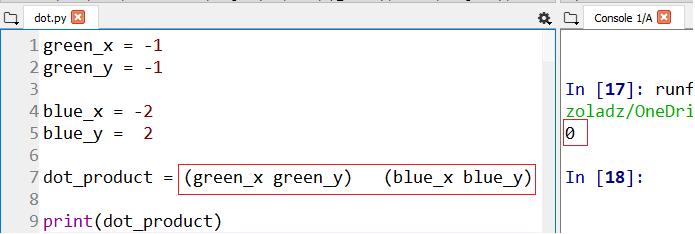 dot.py
Console 1/A
1 green_x = -1
2 green_y = -1
3
4 blue_x = -2
5 blue_y =  2
6
7 dot_product = (green_x green_y)   (blue_x blue_y)
8
9 print(dot_product)
In [17]: runf
zoladz/OneDri
0
In [18]: